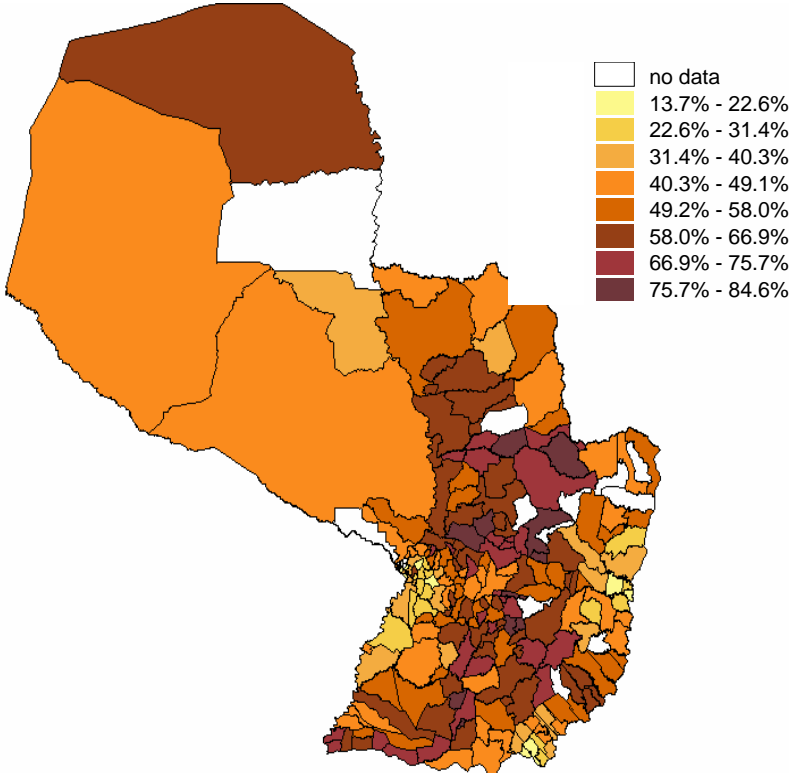 no data
13.7% - 22.6%
22.6% - 31.4%
31.4% - 40.3%
40.3% - 49.1%
49.2% - 58.0%
58.0% - 66.9%
66.9% - 75.7%
75.7% - 84.6%